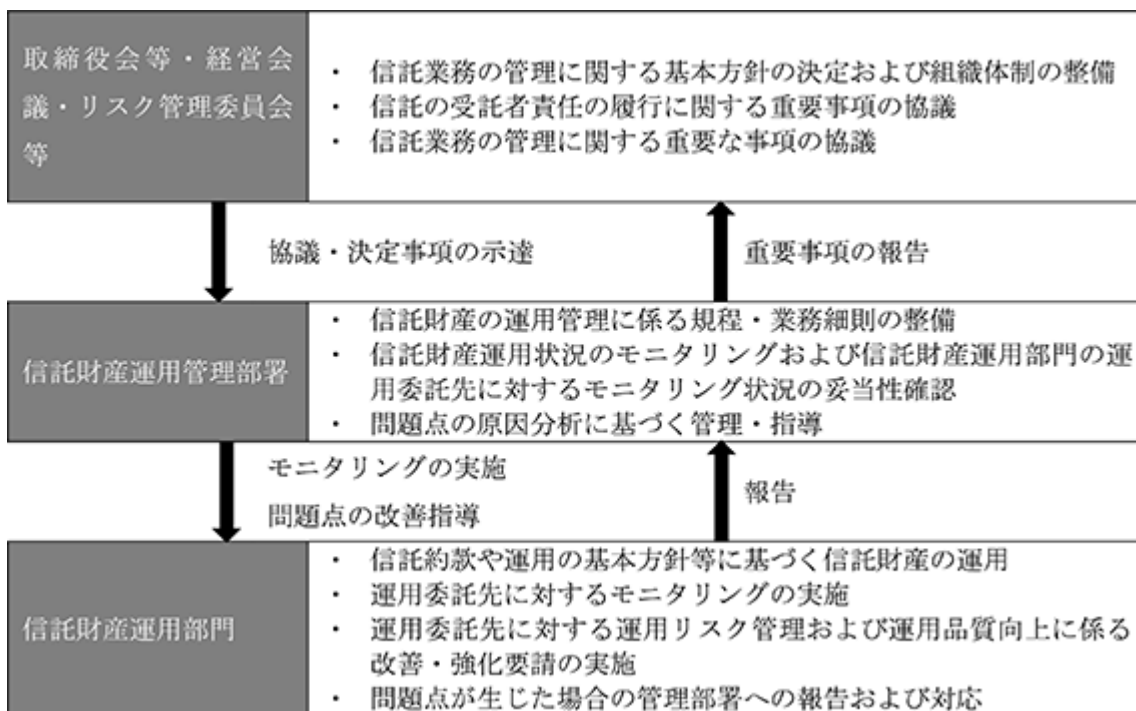 取締役会等・経営会
議・リスク管理委員会
等
・ 信託業務の管理に関する基本方針の決定および組織体制の整備
・ 信託の受託者責任の履行に関する重要事項の協議
・ 信託業務の管理に関する重要な事項の協議
協議・決定事項の示達
重要事項の報告
信託財産運用管理部署
・ 信託財産の運用管理に係る規程・業務細則の整備
・ 信託財産運用状況のモニタリングおよび信託財産運用部門の運
用委託先に対するモニタリング状況の妥当性確認
・ 問題点の原因分析に基づく管理・指導
モニタリングの実施
問題点の改善指導
報告
信託財産運用部門
・ 信託約款や運用の基本方針等に基づく信託財産の運用
・ 運用委託先に対するモニタリングの実施
・ 運用委託先に対する運用リスク管理および運用品質向上に係る
改善・強化要請の実施
・ 問題点が生じた場合の管理部署への報告および対応